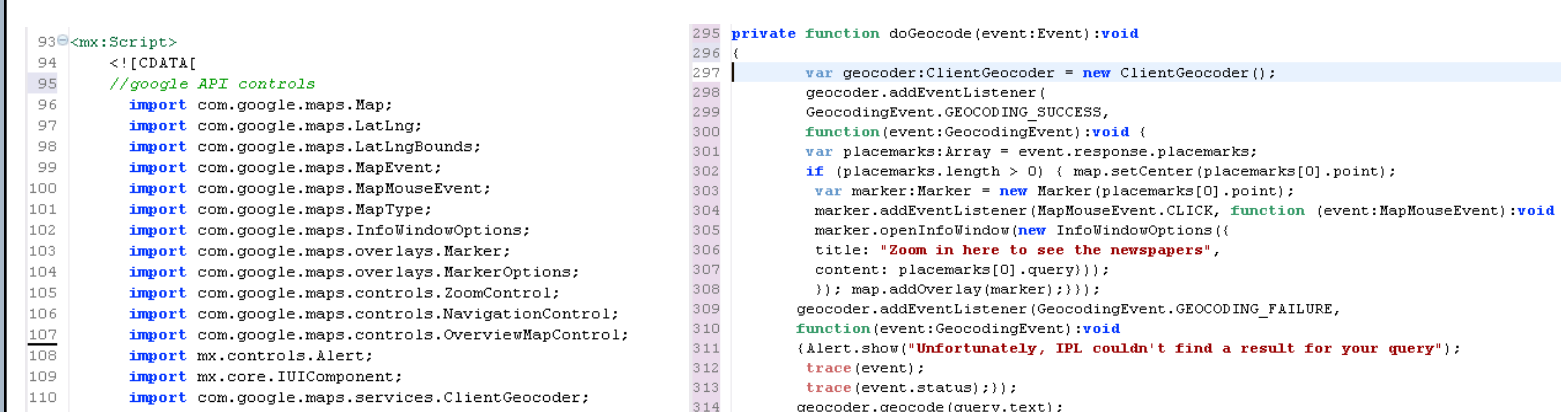 93 <mx:Script>
94 <![CDATA[
95 //google API controls
96 import com.google.maps.Map;
97 import com.google.maps.LatLng;
98 import com.google.maps.LatLngBounds;
99 import com.google.maps.MapEvent;
100 import com.google.maps.MapMouseEvent;
101 import com.google.maps.MapType;
102 import com.google.maps.InfoWindowOptions;
103 import com.google.maps.overlays.Marker;
104 import com.google.maps.overlays.MarkerOptions;
105 import com.google.maps.controls.ZoomControl;
106 import com.google.maps.controls.NavigationControl;
107 import com.google.maps.controls.OverviewMapControl;
108 import mx.controls.Alert;
109 import mx.core.IUIComponent;
110 import com.google.maps.services.ClientGeocoder;
295 private function doGeocode(event:Event):void
296 {
297 var geocoder:ClientGeocoder = new ClientGeocoder();
298 geocoder.addEventListener(
299 GeocodingEvent.GEOCODING_SUCCESS,
300 function(event:GeocodingEvent):void {
301 var placemarks:Array = event.response.placemarks;
302 if (placemarks.length > 0) { map.setCenter(placemarks[0].point);
303 var marker:Marker = new Marker(placemarks[0].point);
304 marker.addEventListener(MapMouseEvent.CLICK, function (event:MapMouseEvent):void
305 marker.openInfoWindow(new InfoWindowOptions({
306 title: "Zoom in here to see the newspapers",
307 content: placemarks[0].query}));
308 }); map.addOverlay(marker);}});
309 geocoder.addEventListener(GeocodingEvent.GEOCODING_FAILURE,
310 function(event:GeocodingEvent):void
311 {Alert.show("Unfortunately, IPL couldn't find a result for your query");
312 trace(event);
313 trace(event.status);});
314 geocoder.geocode(query.text);